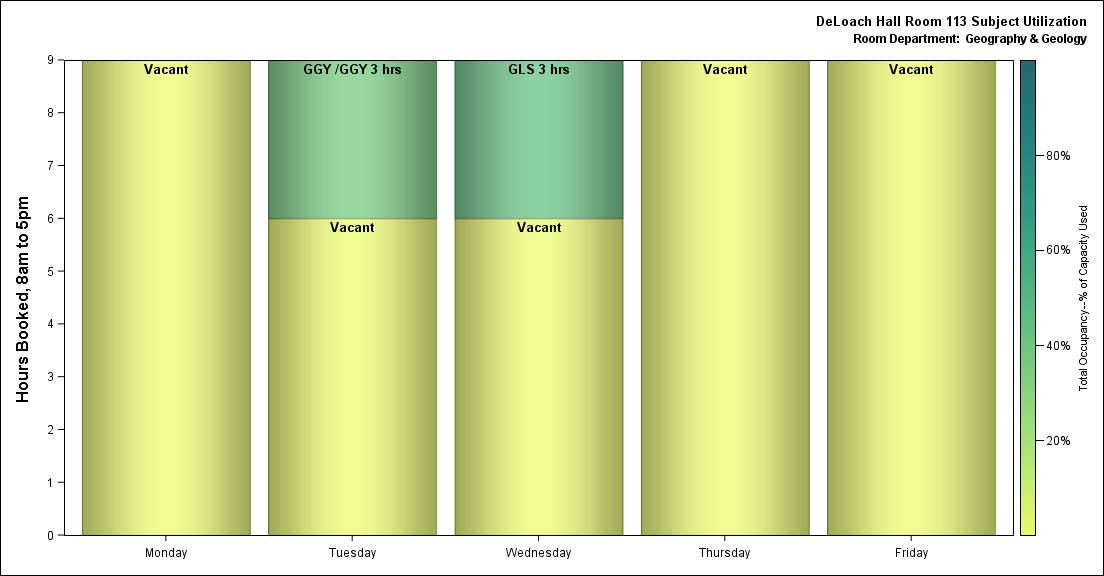 DeLoach Hall Room 113 Subject Utilization
Room Department: Geography & Geology
Hours Booked, 8am to 5pm
9
8
7
6
5
4
3
2
1
0
Vacant
GGY /GGY 3 hrs
GLS 3 hrs
Vacant
Vacant
Vacant
Vacant
Monday
Tuesday
Wednesday
Thursday
Friday
80%
60%
40%
20%
Total Occupancy--% of Capacity Used